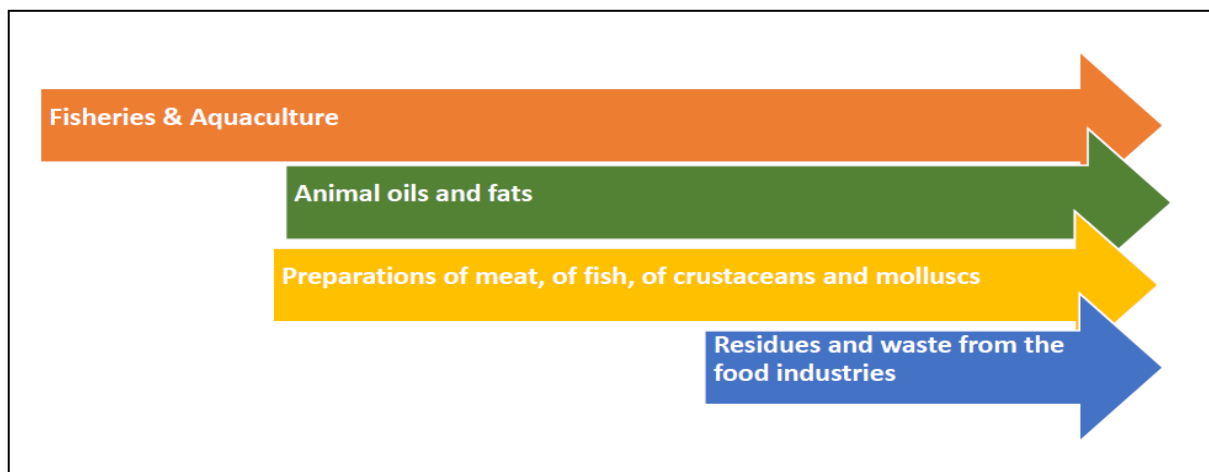 Fisheries & Aquaculture
Animal oils and fats
Preparations of meat, of fish, of crustaceans and molluscs
Residues and waste from the
food industries